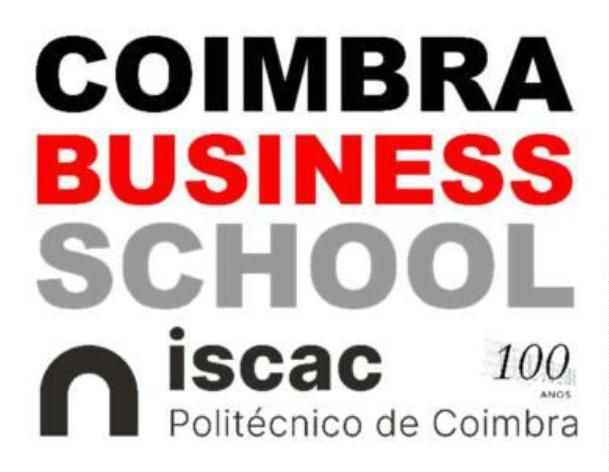 COIMBRA
BUSINESS
SCHOOL
iscac
100
ANOS
Politécnico de Coimbra